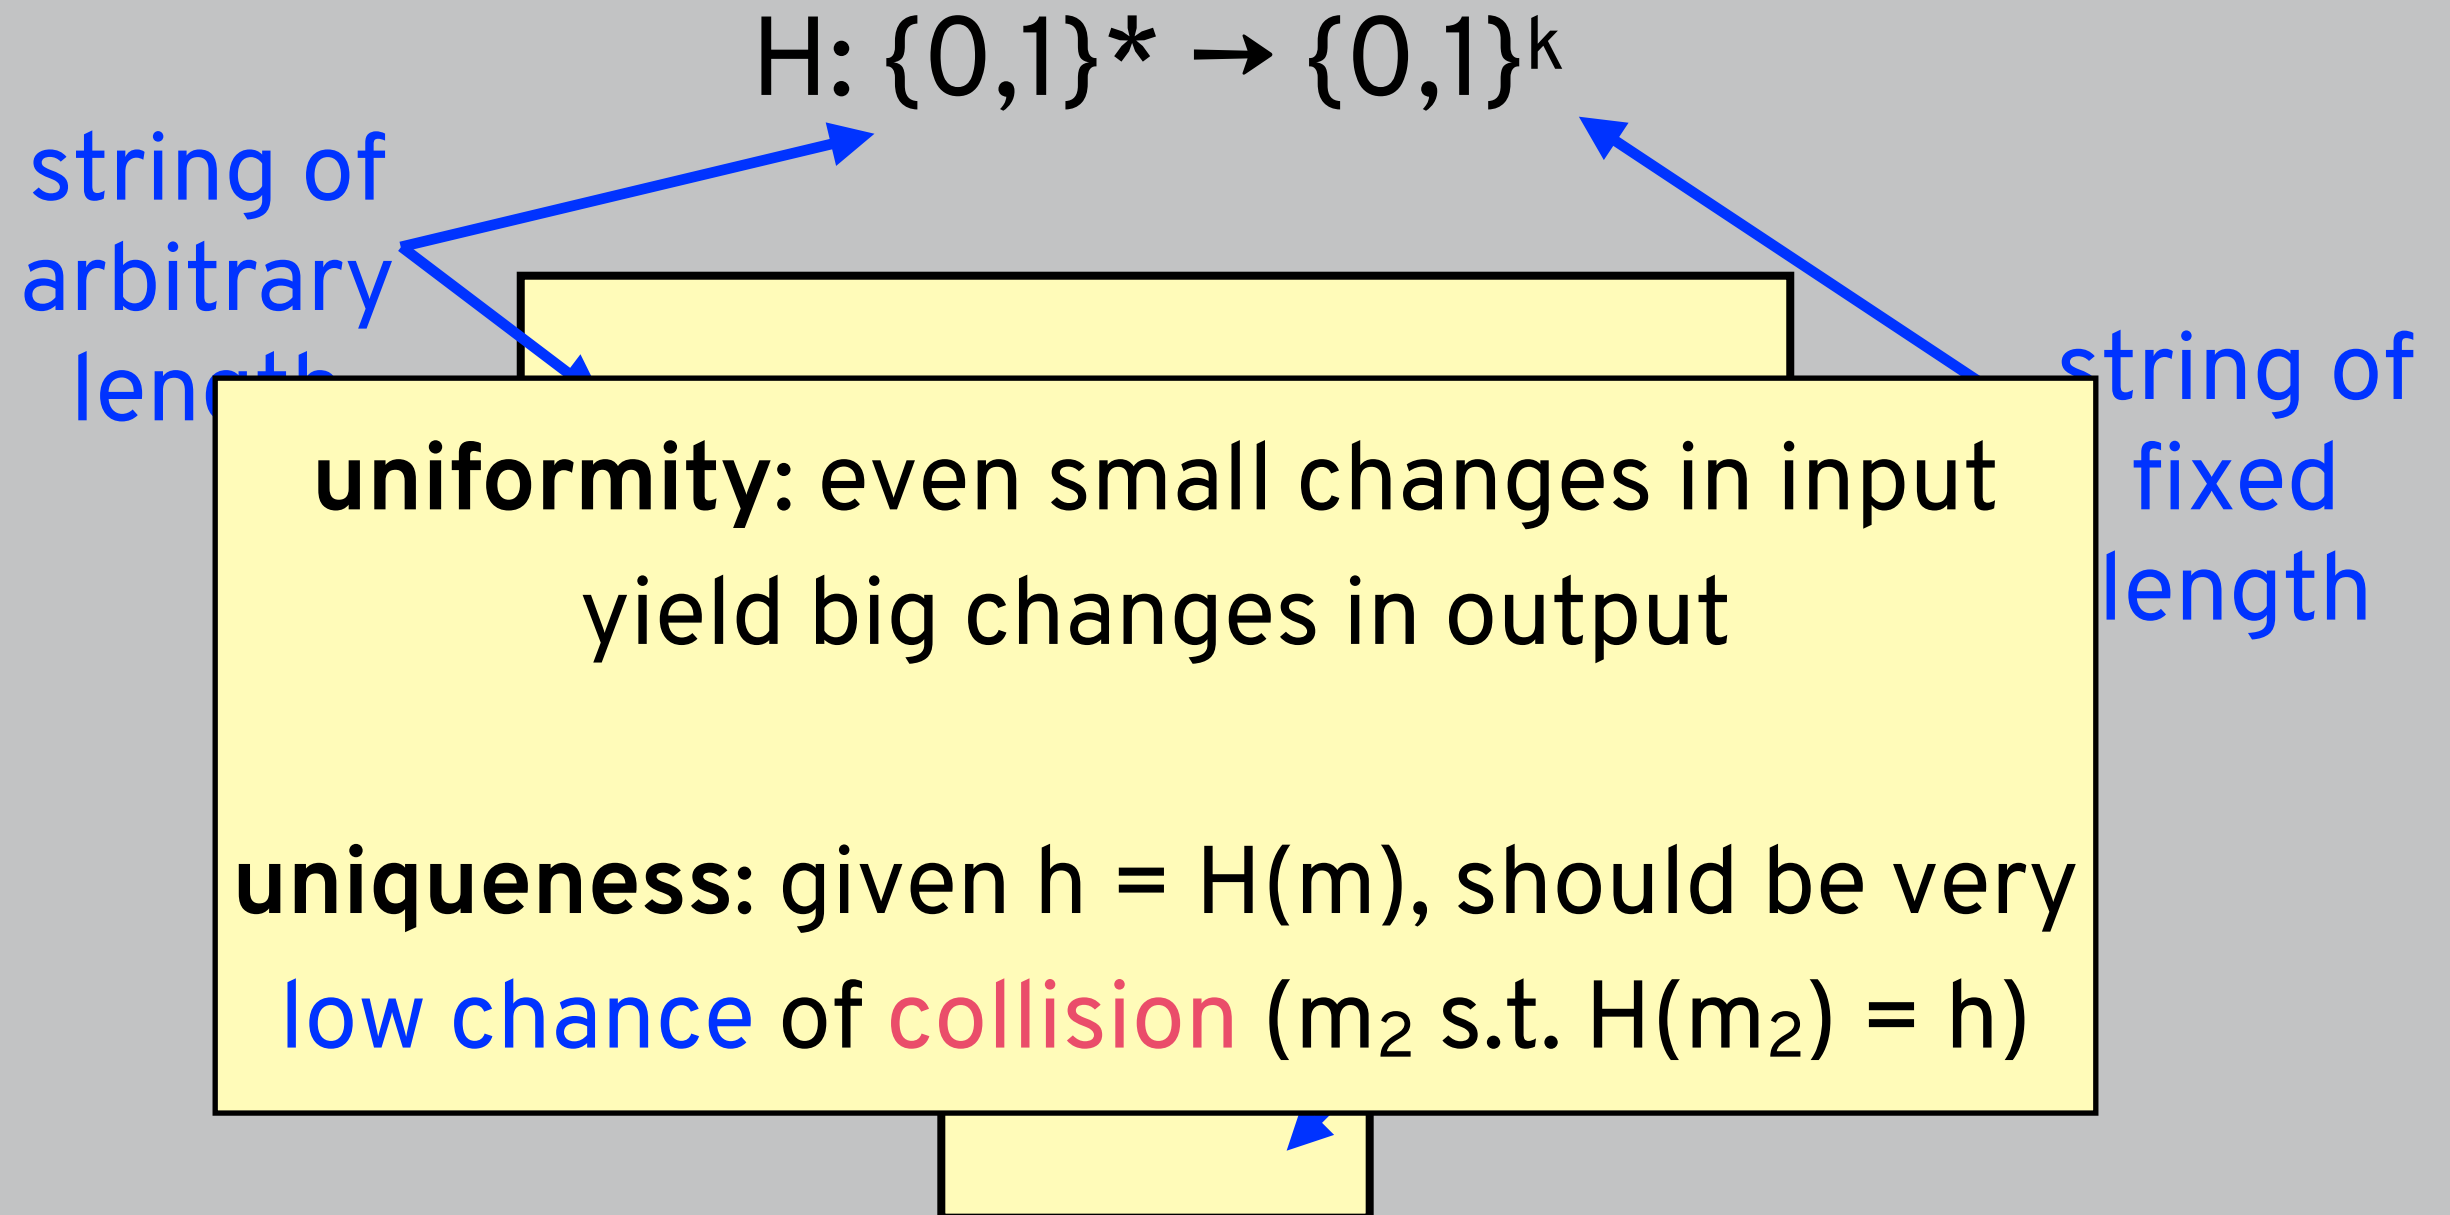 H: {0,1}* → {0,1}ᵏ
string of
arbitrary
length
string of
fixed
length
uniformity: even small changes in input
yield big changes in output
uniqueness: given h = H(m), should be very
low chance of collision (m₂ s.t. H(m₂) = h)